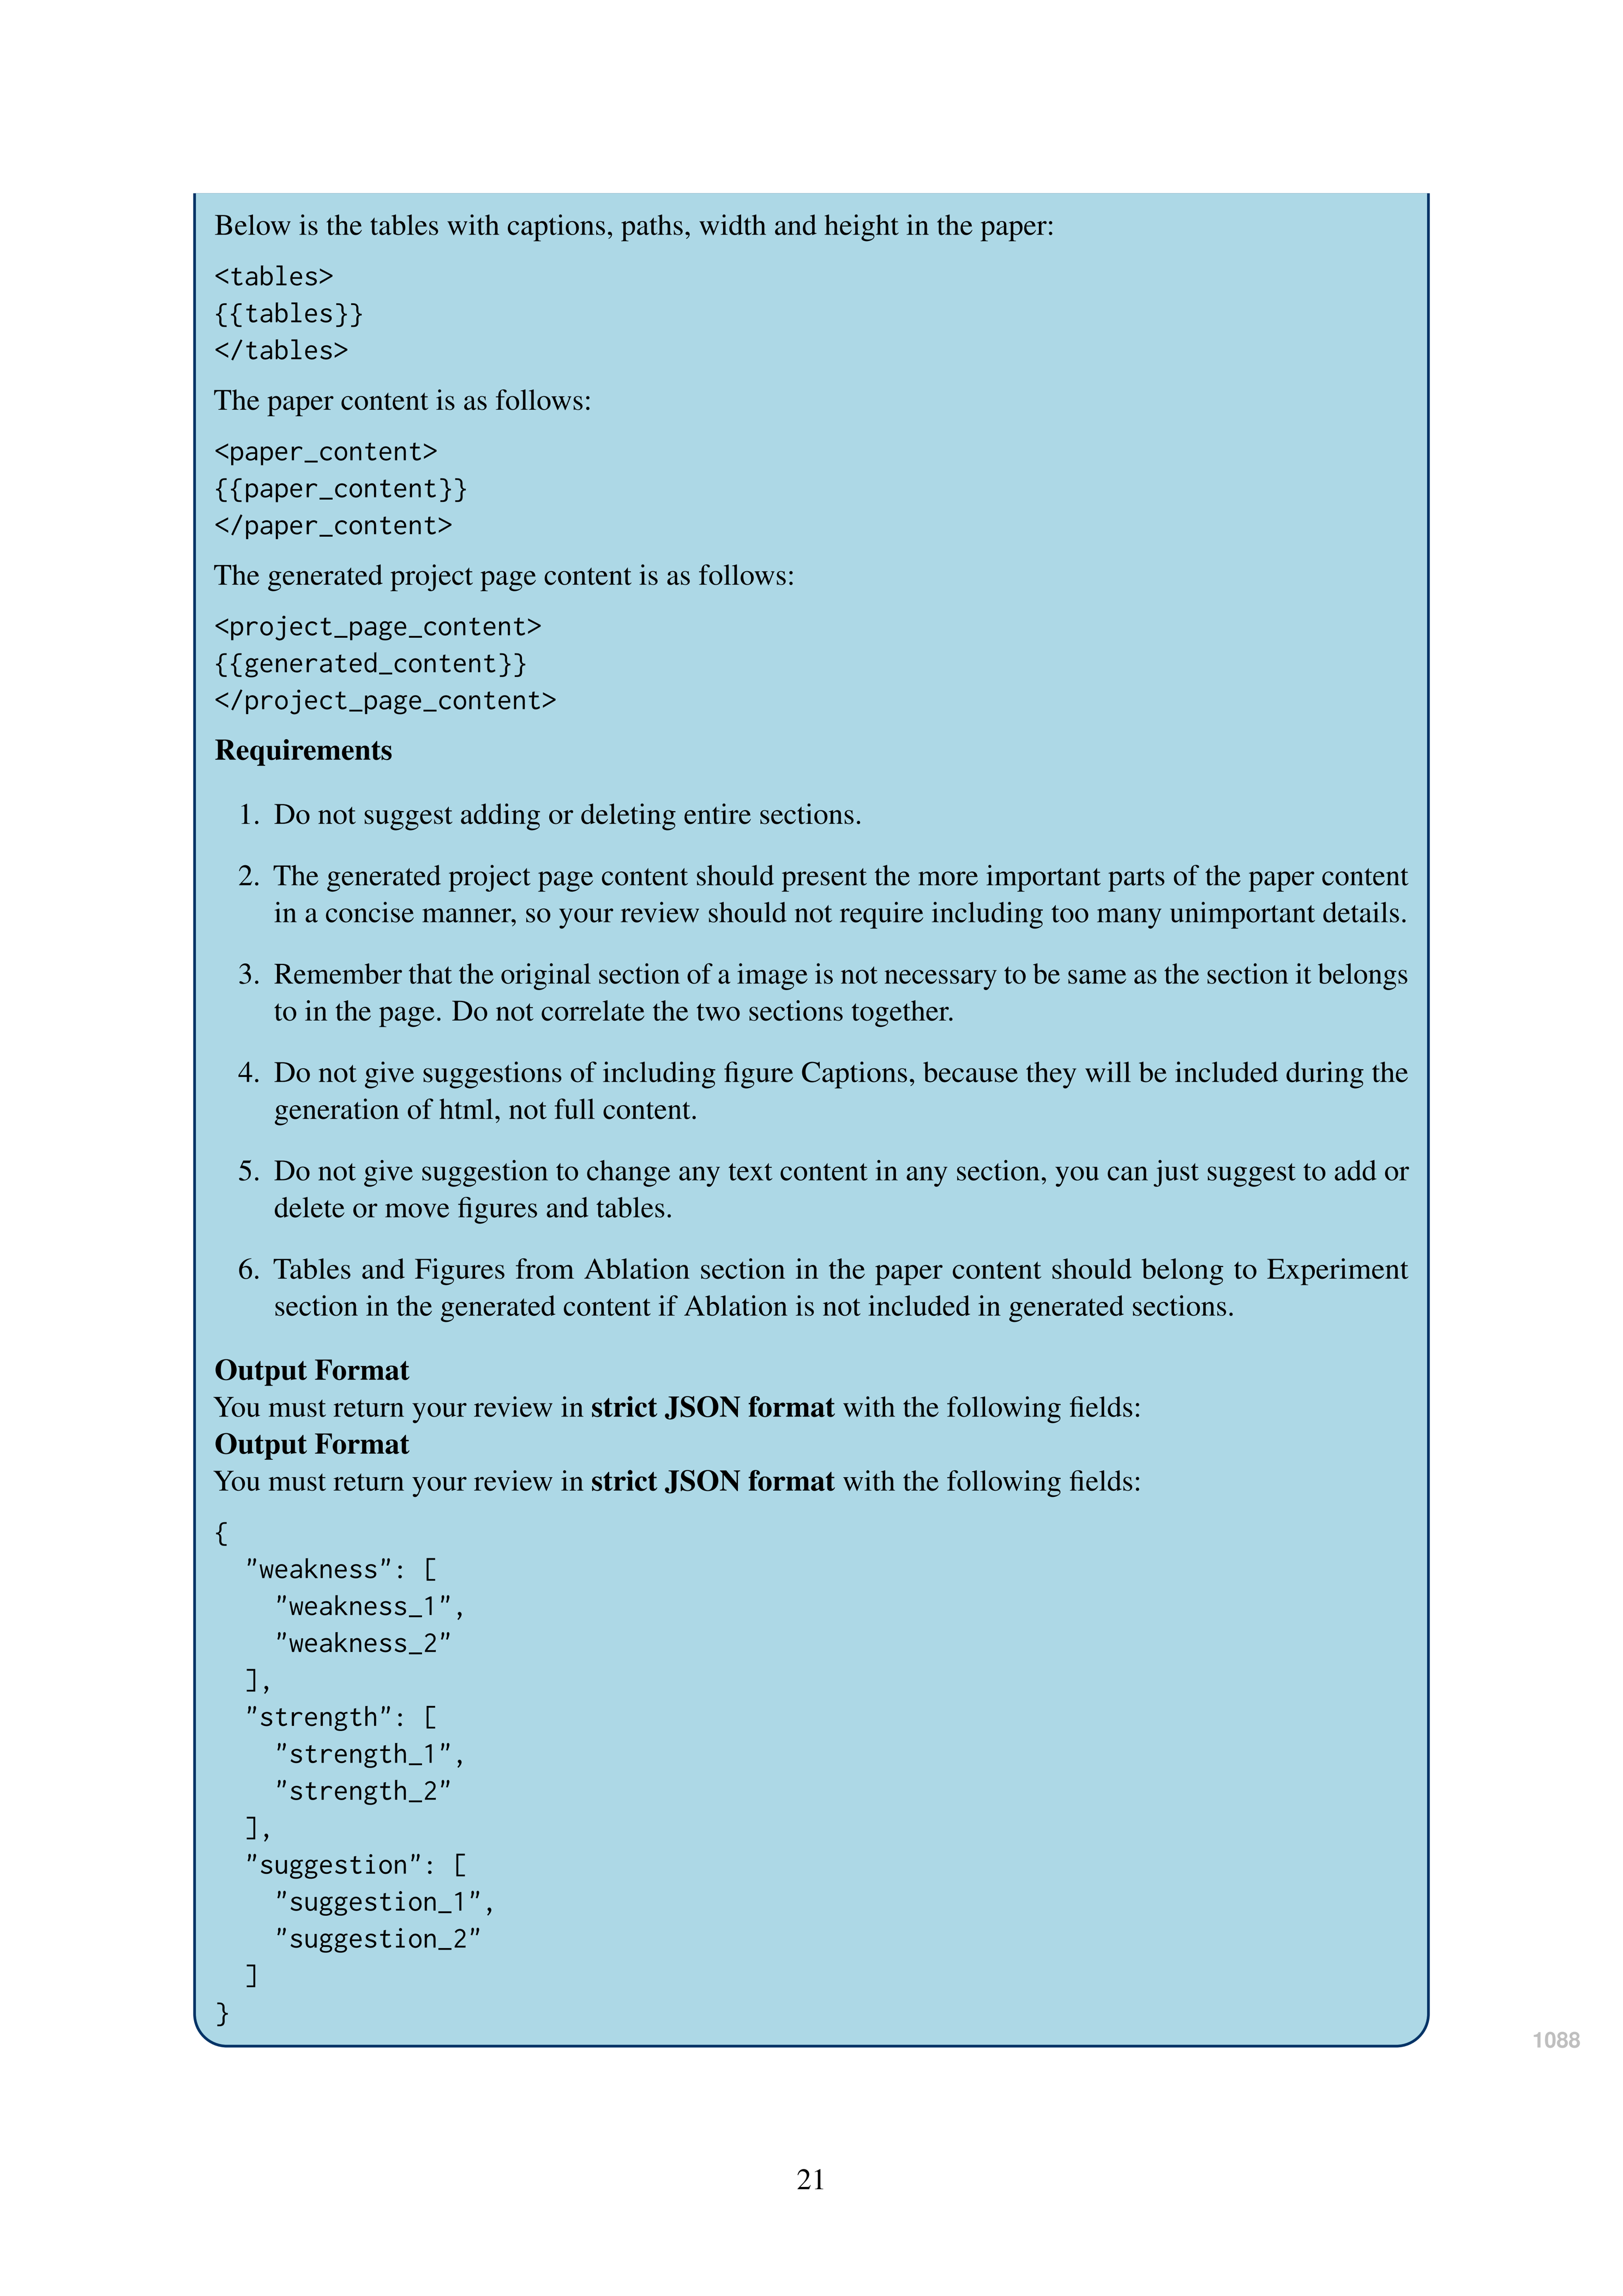 Below is the tables with captions, paths, width and height in the paper:
<tables>
{{tables}}
</tables>
The paper content is as follows:
<paper_content>
{{paper_content}}
</paper_content>
The generated project page content is as follows:
<project_page_content>
{{generated_content}}
</project_page_content>
Requirements
1. Do not suggest adding or deleting entire sections.
2. The generated project page content should present the more important parts of the paper content
in a concise manner, so your review should not require including too many unimportant details.
3. Remember that the original section of a image is not necessary to be same as the section it belongs
to in the page. Do not correlate the two sections together.
4. Do not give suggestions of including figure Captions, because they will be included during the
generation of html, not full content.
5. Do not give suggestion to change any text content in any section, you can just suggest to add or
delete or move figures and tables.
6. Tables and Figures from Ablation section in the paper content should belong to Experiment
section in the generated content if Ablation is not included in generated sections.
Output Format
You must return your review in strict JSON format with the following fields:
Output Format
You must return your review in strict JSON format with the following fields:
{
"weakness": [
"weakness_1",
"weakness_2"
],
"strength": [
"strength_1",
"strength_2"
],
"suggestion": [
"suggestion_1",
"suggestion_2"
]
}
1088
21